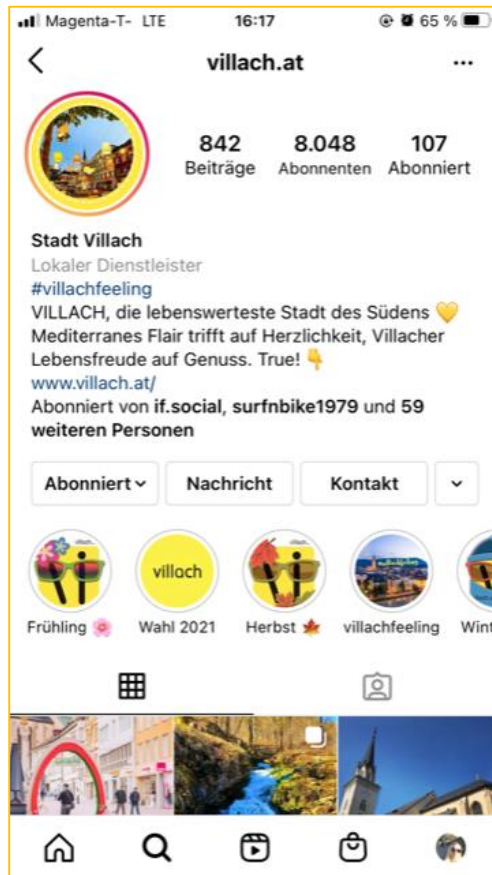 Magenta-T- LTE 16:17 65 %
villach.at
842 8.048 107
Beiträge Abonnenten Abonniert
Stadt Villach
Lokaler Dienstleister
#villachfeeling
VILLACH, die lebenswerteste Stadt des Südens 💛
Mediterranes Flair trifft auf Herzlichkeit, Villacher
Lebensfreude auf Genuss. True! 👇
www.villach.at/
Abonniert von if.social, surfnbike1979 und 59
weiteren Personen
Abonniert Nachricht Kontakt
villach
Frühling 🌸 Wahl 2021 Herbst 🍁 villachfeeling Wint